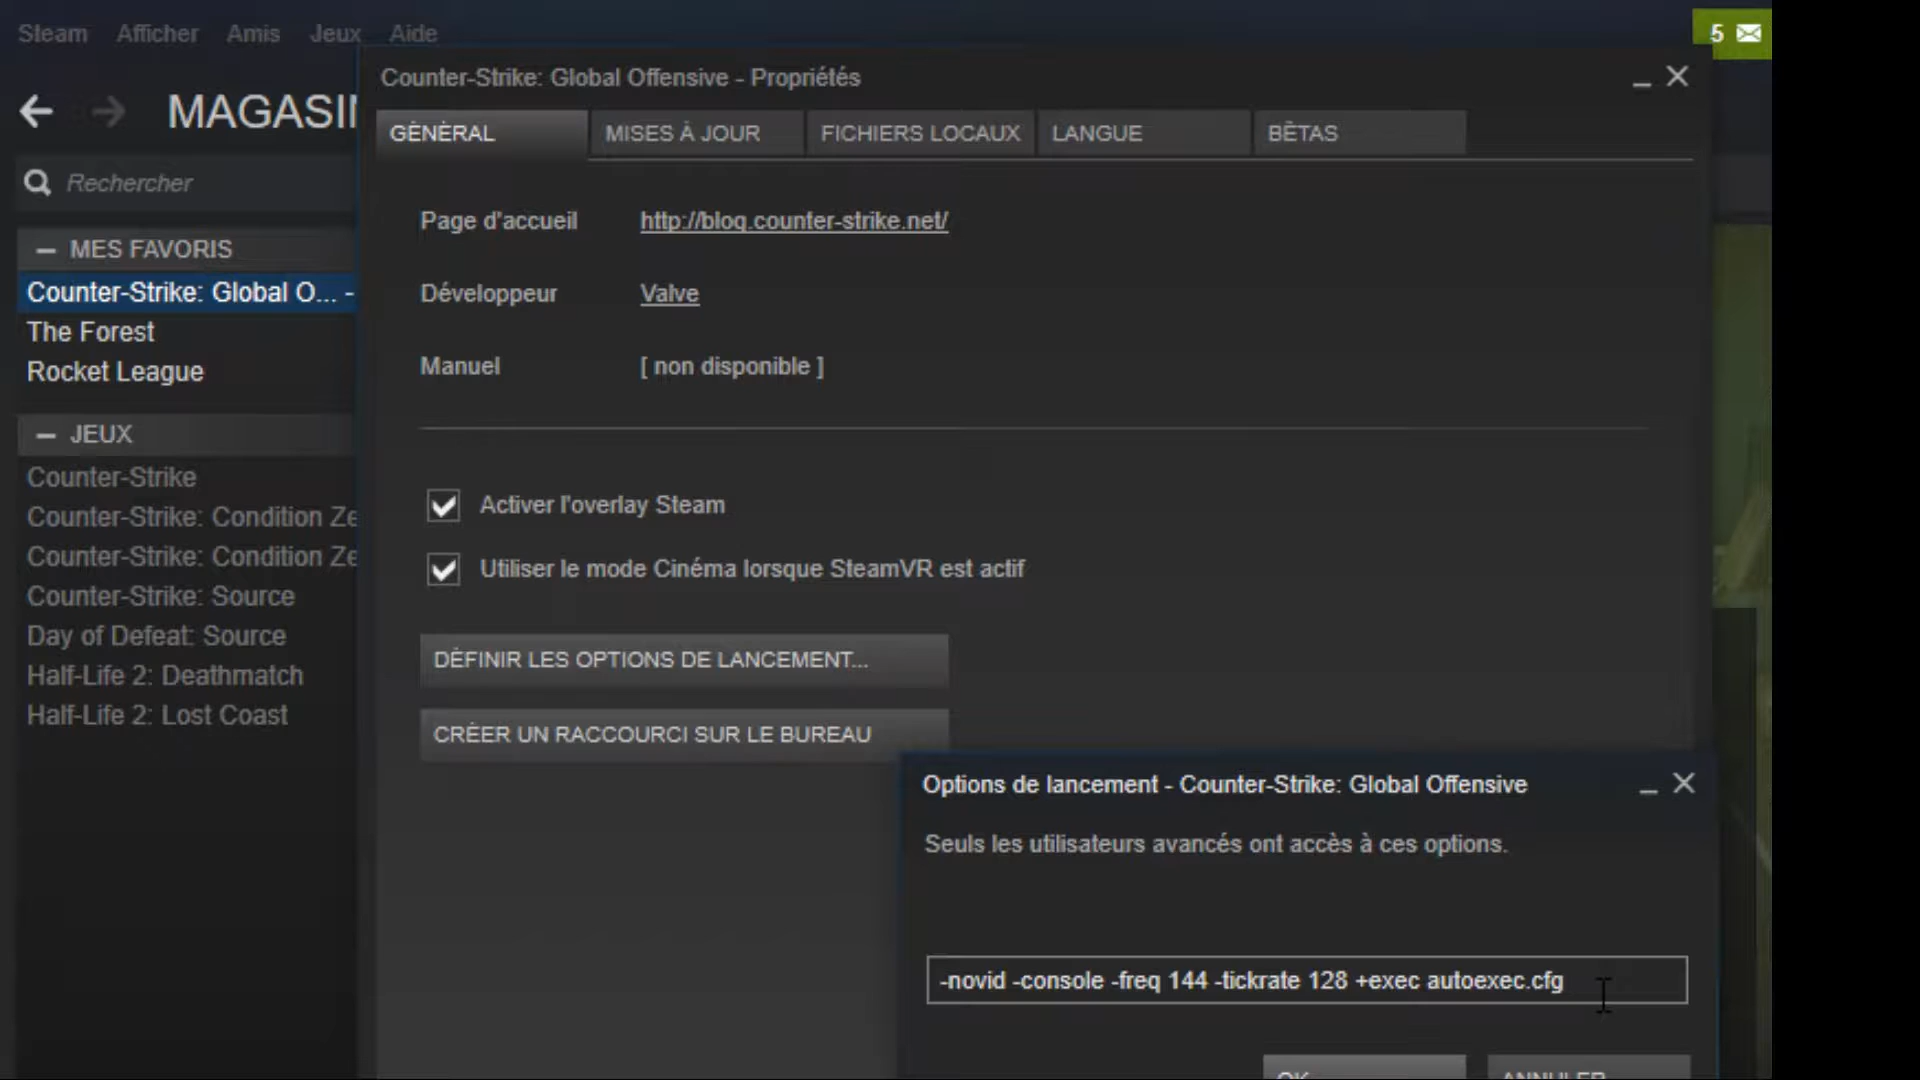 Steam Afficher Amis Jeux Aide
5
Counter-Strike: Global Offensive - Propriétés
MAGASI
GÉNÉRAL
MISES À JOUR
FICHIERS LOCAUX
LANGUE
BÊTAS
Rechercher
Page d'accueil http://blog.counter-strike.net/
MES FAVORIS
Counter-Strike: Global O... -
Développeur Valve
The Forest
Rocket League
Manuel [ non disponible ]
JEUX
Counter-Strike
Counter-Strike: Condition Ze
Counter-Strike: Condition Ze
Counter-Strike: Source
Day of Defeat: Source
Half-Life 2: Deathmatch
Half-Life 2: Lost Coast
Activer l'overlay Steam
Utiliser le mode Cinéma lorsque SteamVR est actif
DÉFINIR LES OPTIONS DE LANCEMENT...
CRÉER UN RACCOURCI SUR LE BUREAU
Options de lancement - Counter-Strike: Global Offensive
Seuls les utilisateurs avancés ont accès à ces options.
-novid -console -freq 144 -tickrate 128 +exec autoexec.cfg
OK
ANNULER